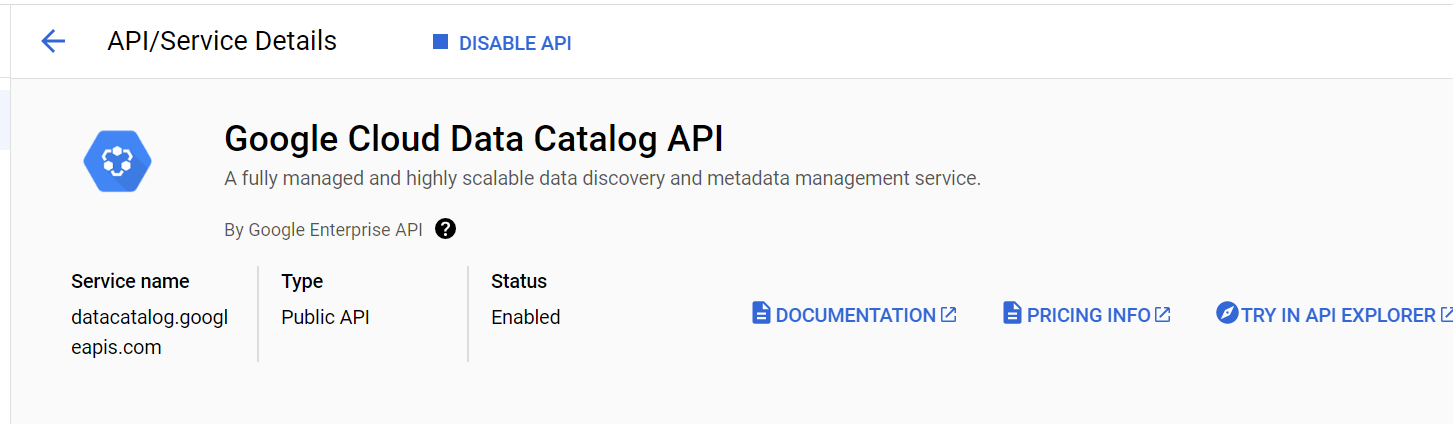 API/Service Details
DISABLE API
Google Cloud Data Catalog API
A fully managed and highly scalable data discovery and metadata management service.
By Google Enterprise API
Service name
datacatalog.googl
eapis.com
Type
Public API
Status
Enabled
DOCUMENTATION
PRICING INFO
TRY IN API EXPLORER